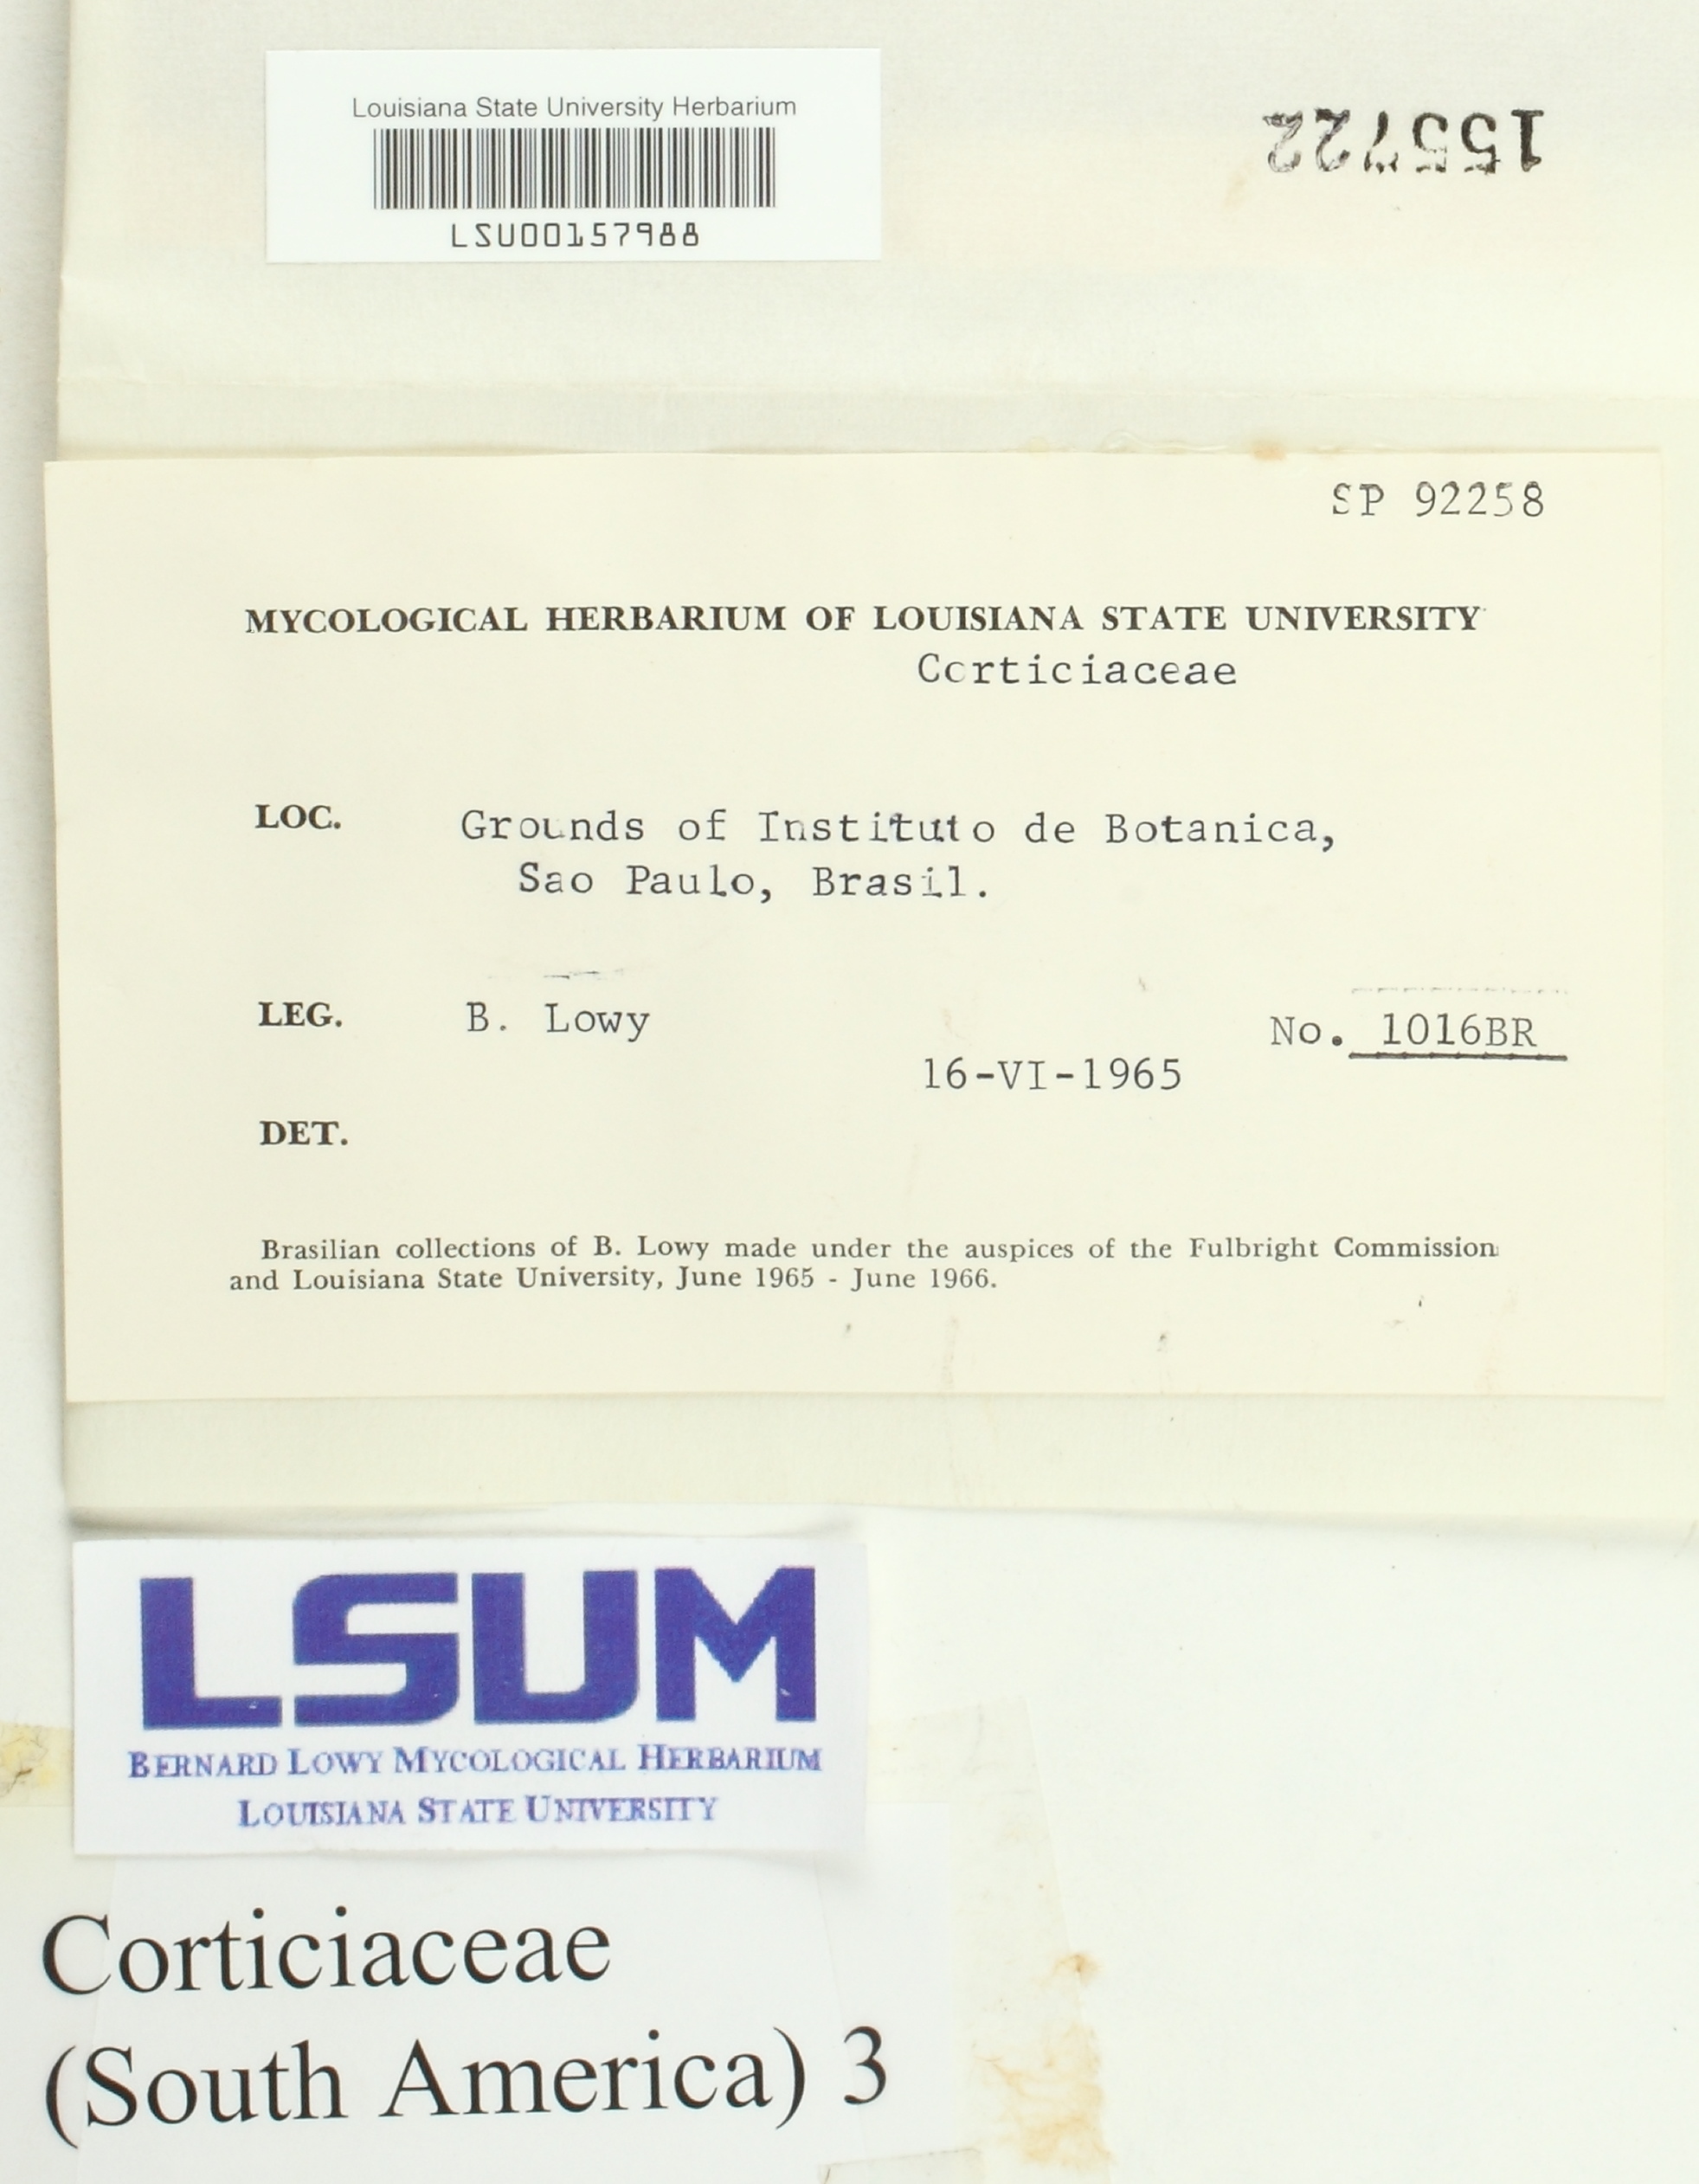 Louisiana State University Herbarium
LSU00157988
155722
SP 92258
MYCOLOGICAL HERBARIUM OF LOUISIANA STATE UNIVERSITY
Corticiaceae
LOC. Grounds of Instituto de Botanica,
Sao Paulo, Brasil.
LEG. B. Lowy No. 1016BR
16-VI-1965
DET.
Brasilian collections of B. Lowy made under the auspices of the Fulbright Commission
and Louisiana State University, June 1965 - June 1966.
LSUM
BERNARD LOWY MYCOLOGICAL HERBARIUM
LOUISIANA STATE UNIVERSITY
Corticiaceae
(South America) 3